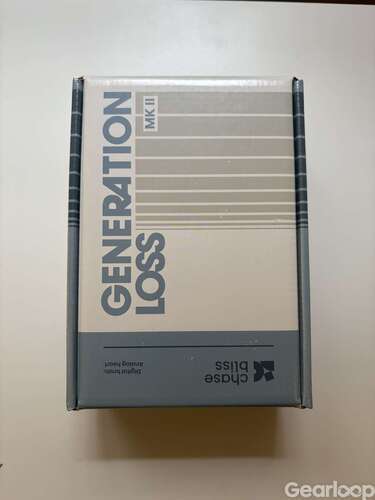 GENERATION
LOSS
MK II
chase
bliss
Digital brain.
Analog heart.
Gearloop